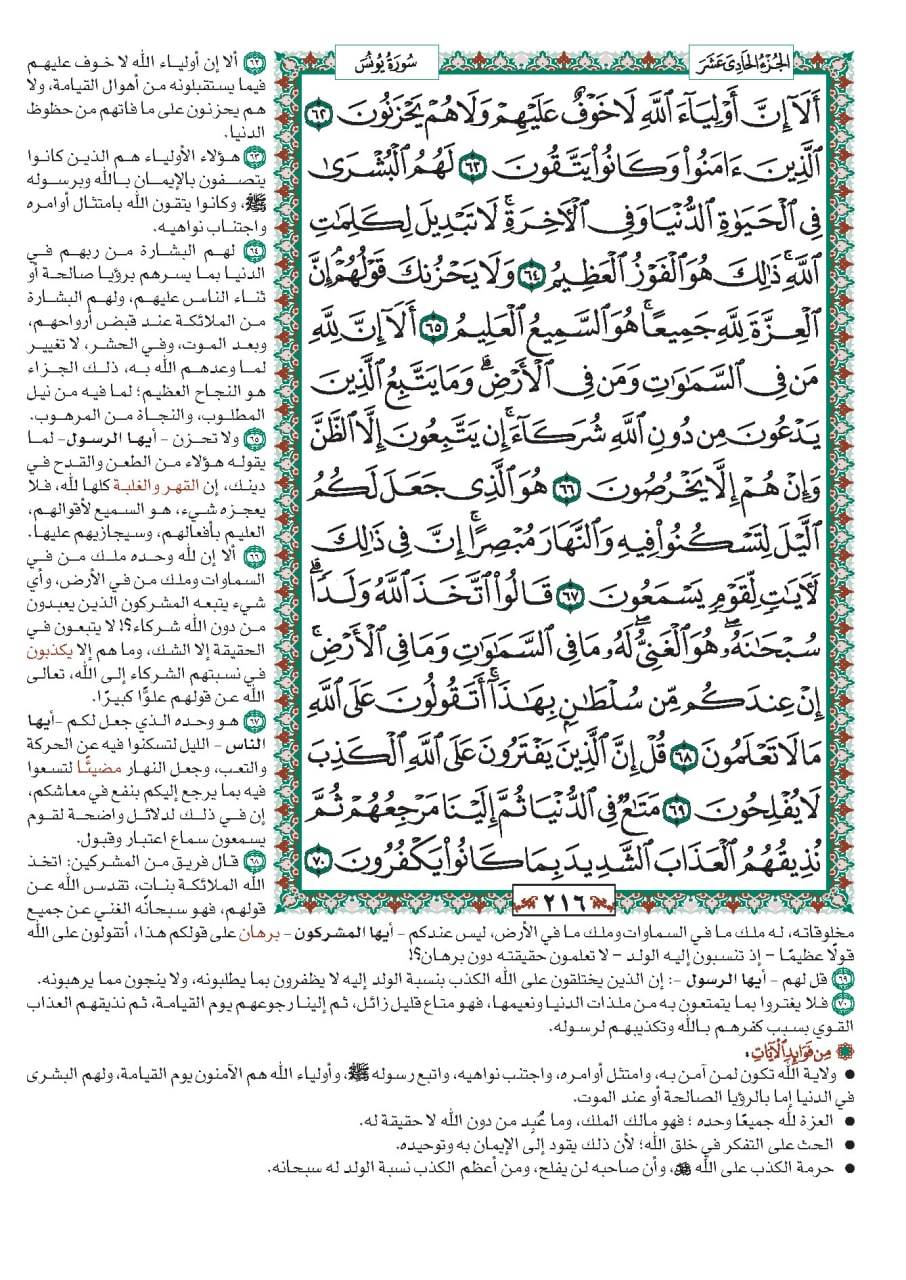 الجزء الحادي عشر
سورة يونس
أَلَآ إِنَّ أَوْلِيَآءَ ٱللَّهِ لَا خَوْفٌ عَلَيْهِمْ وَلَا هُمْ يَحْزَنُونَ ٦٢
ٱلَّذِينَ ءَامَنُوا۟ وَكَانُوا۟ يَتَّقُونَ ٦٣ لَهُمُ ٱلْبُشْرَىٰ
فِى ٱلْحَيَوٰةِ ٱلدُّنْيَا وَفِى ٱلْـَٔاخِرَةِ ۚ لَا تَبْدِيلَ لِكَلِمَـٰتِ
ٱللَّهِ ۚ ذَٰلِكَ هُوَ ٱلْفَوْزُ ٱلْعَظِيمُ ٦٤ وَلَا يَحْزُنكَ قَوْلُهُمْ ۘ إِنَّ
ٱلْعِزَّةَ لِلَّهِ جَمِيعًا ۚ هُوَ ٱلسَّمِيعُ ٱلْعَلِيمُ ٦٥ أَلَآ إِنَّ لِلَّهِ
مَن فِى ٱلسَّمَـٰوَٰتِ وَمَن فِى ٱلْأَرْضِ ۗ وَمَا يَتَّبِعُ ٱلَّذِينَ
يَدْعُونَ مِن دُونِ ٱللَّهِ شُرَكَآءَ ۚ إِن يَتَّبِعُونَ إِلَّا ٱلظَّنَّ
وَإِنْ هُمْ إِلَّا يَخْرُصُونَ ٦٦ هُوَ ٱلَّذِى جَعَلَ لَكُمُ
ٱلَّيْلَ لِتَسْكُنُوا۟ فِيهِ وَٱلنَّهَارَ مُبْصِرًا ۚ إِنَّ فِى ذَٰلِكَ
لَـَٔايَـٰتٍ لِّقَوْمٍ يَسْمَعُونَ ٦٧ قَالُوا۟ ٱتَّخَذَ ٱللَّهُ وَلَدًا ۗ
سُبْحَـٰنَهُۥ ۖ هُوَ ٱلْغَنِىُّ ۖ لَهُۥ مَا فِى ٱلسَّمَـٰوَٰتِ وَمَا فِى ٱلْأَرْضِ ۚ
إِنْ عِندَكُم مِّن سُلْطَـٰنٍۭ بِهَـٰذَآ ۚ أَتَقُولُونَ عَلَى ٱللَّهِ
مَا لَا تَعْلَمُونَ ٦٨ قُلْ إِنَّ ٱلَّذِينَ يَفْتَرُونَ عَلَى ٱللَّهِ ٱلْكَذِبَ
لَا يُفْلِحُونَ ٦٩ مَتَـٰعٌ فِى ٱلدُّنْيَا ثُمَّ إِلَيْنَا مَرْجِعُهُمْ ثُمَّ
نُذِيقُهُمُ ٱلْعَذَابَ ٱلشَّدِيدَ بِمَا كَانُوا۟ يَكْفُرُونَ ٧٠
٢١٦
٦٢ ألا إن أولياء الله لا خوف عليهم
فيما يستقبلونه من أهوال القيامة، ولا
هم يحزنون على ما فاتهم من حظوظ
الدنيا.
٦٣ هؤلاء الأولياء هم الذين كانوا
يتصفون بالإيمان بالله وبرسوله
ﷺ، وكانوا يتقون الله بامتثال أوامره
واجتناب نواهيه.
٦٤ لهم البشارة من ربهم في
الدنيا بما يسرهم برؤيا صالحة أو
ثناء الناس عليهم، ولهم البشارة
من الملائكة عند قبض أرواحهم،
وبعد الموت، وفي الحشر، لا تغيير
لما وعدهم الله به، ذلك الجزاء
هو النجاح العظيم؛ لما فيه من نيل
المطلوب، والنجاة من المرهوب.
٦٥ ولا تحزن - أيها الرسول- لما
يقوله هؤلاء من الطعن والقدح في
دينك، إن القهر والغلبة كلها لله، فلا
يعجزه شيء، هو السميع لأقوالهم،
العليم بأفعالهم، وسيجازيهم عليها.
٦٦ ألا إن لله وحده ملك من في
السماوات وملك من في الأرض، وأي
شيء يتبعه المشركون الذين يعبدون
من دون الله شركاء؟! لا يتبعون في
الحقيقة إلا الشك، وما هم إلا يكذبون
في نسبتهم الشركاء إلى الله، تعالى
الله عن قولهم علوًّا كبيرًا.
٦٧ هو وحده الذي جعل لكم -أيها
الناس - الليل لتسكنوا فيه عن الحركة
والتعب، وجعل النهار مضيئًا لتسعوا
فيه بما يرجع إليكم بنفع في معاشكم،
إن في ذلك لدلائل واضحة لقوم
يسمعون سماع اعتبار وقبول.
٦٨ قال فريق من المشركين: اتخذ
الله الملائكة بنات، تقدس الله عن
قولهم، فهو سبحانه الغني عن جميع
مخلوقاته، له ملك ما في السماوات وملك ما في الأرض، ليس عندكم - أيها المشركون - برهان على قولكم هذا، أتقولون على الله
قولًا عظيمًا - إذ تنسبون إليه الولد - لا تعلمون حقيقته دون برهان؟!
٦٩ قل لهم - أيها الرسول -: إن الذين يختلقون على الله الكذب بنسبة الولد إليه لا يظفرون بما يطلبونه، ولا ينجون مما يرهبونه.
٧٠ فلا يغتروا بما يتمتعون به من ملذات الدنيا ونعيمها، فهو متاع قليل زائل، ثم إلينا رجوعهم يوم القيامة، ثم نذيقهم العذاب
القوي بسبب كفرهم بالله وتكذيبهم لرسوله.
من فوائد الآيات:
● ولاية الله تكون لمن آمن به، وامتثل أوامره، واجتنب نواهيه، واتبع رسوله ﷺ، وأولياء الله هم الآمنون يوم القيامة، ولهم البشرى
في الدنيا إما بالرؤيا الصالحة أو عند الموت.
● العزة لله جميعًا وحده ؛ فهو مالك الملك، وما عُبِد من دون الله لا حقيقة له.
● الحث على التفكر في خلق الله؛ لأن ذلك يقود إلى الإيمان به وتوحيده.
● حرمة الكذب على الله ﷻ، وأن صاحبه لن يفلح، ومن أعظم الكذب نسبة الولد له سبحانه.